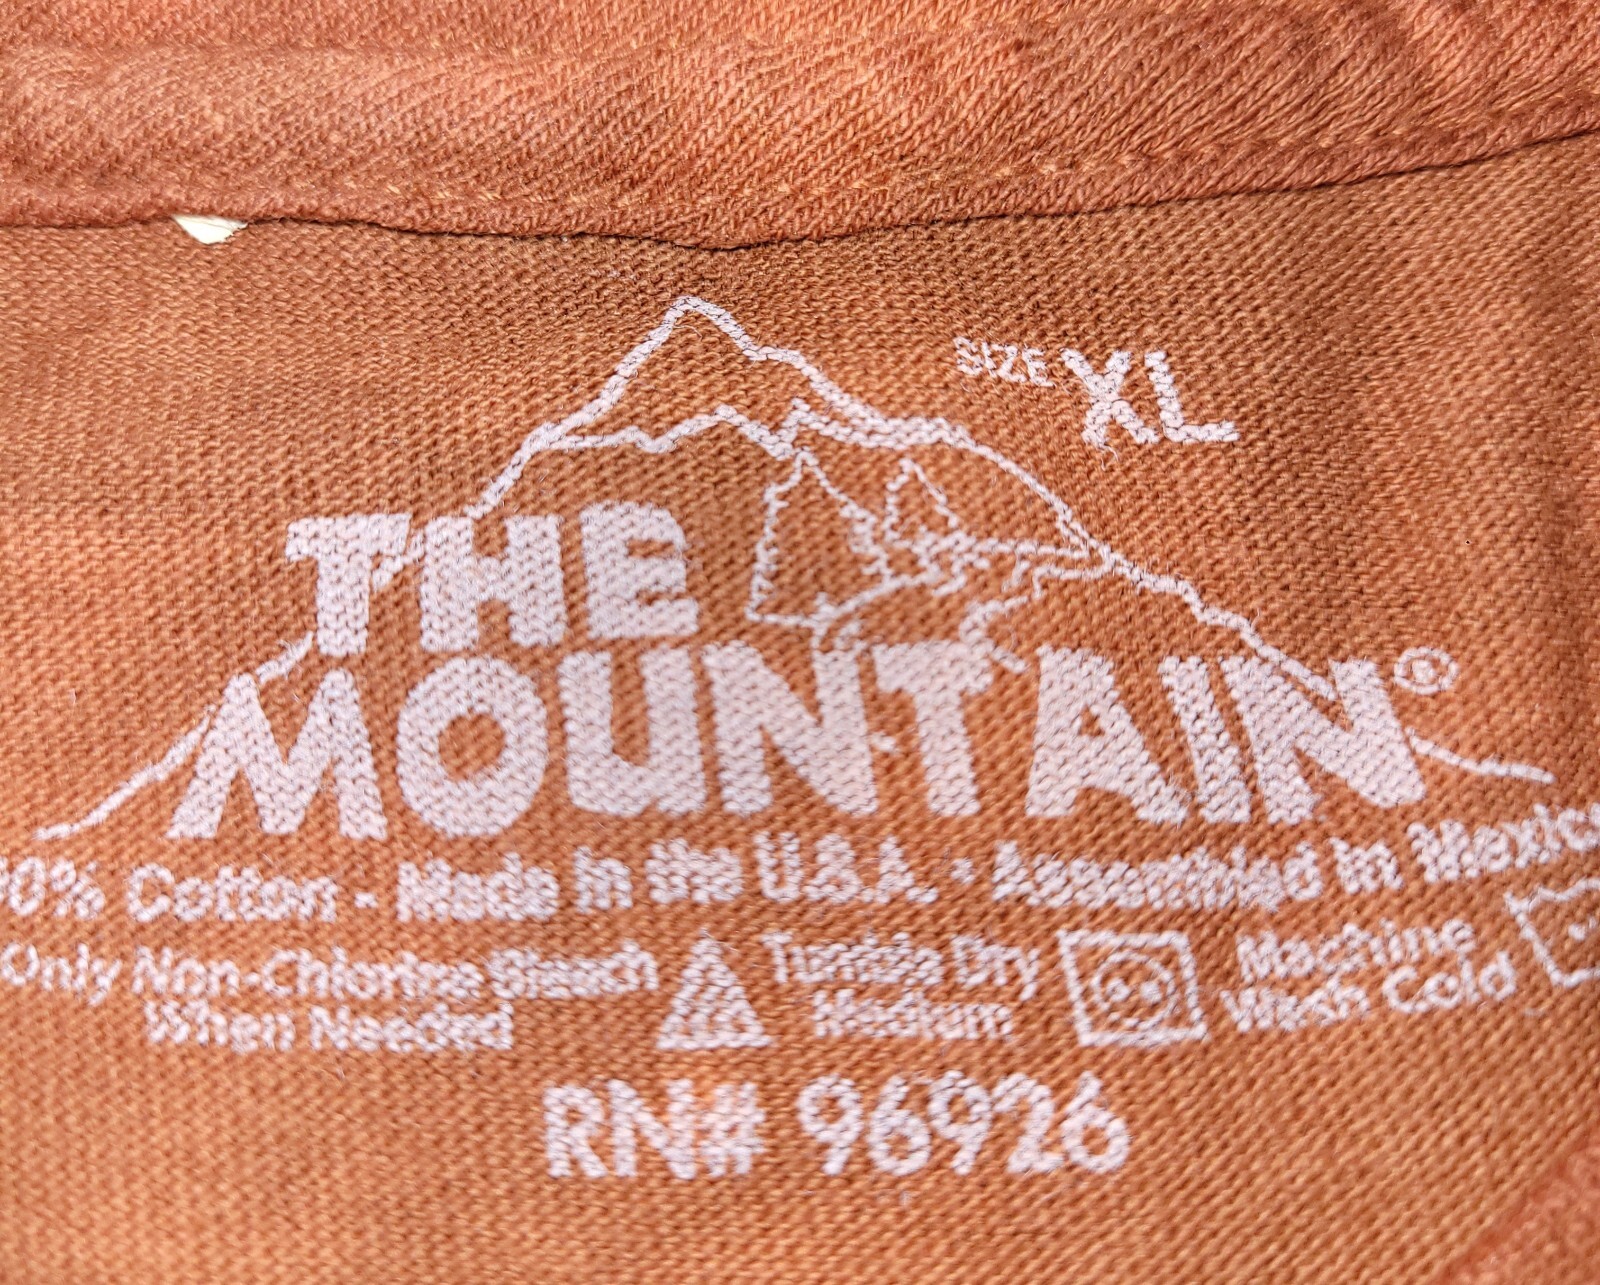 SIZE XL
THE
MOUNTAIN®
00% Cotton - Made in the U.S.A. • Assembled in Mexico
Only Non-Chlorine Bleach
When Needed
Tumble Dry
Medium
Machine
Wash Cold
RN# 96926